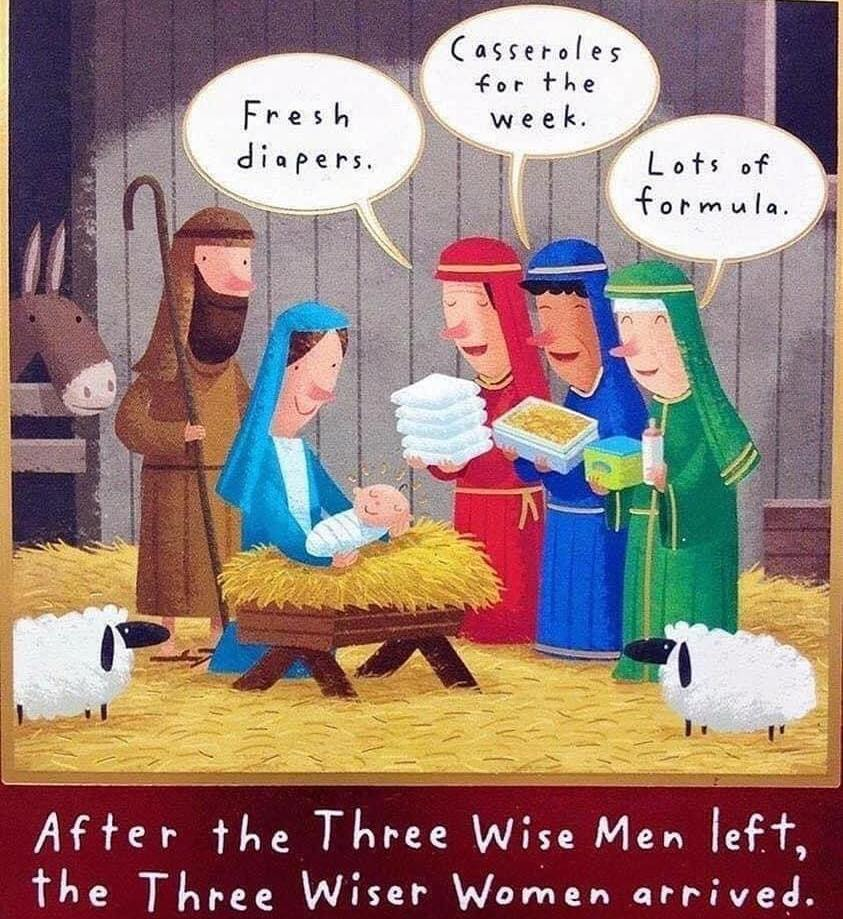 Fresh
diapers.
Casseroles
for the
week.
Lots of
formula.
After the Three Wise Men left,
the Three Wiser Women arrived.